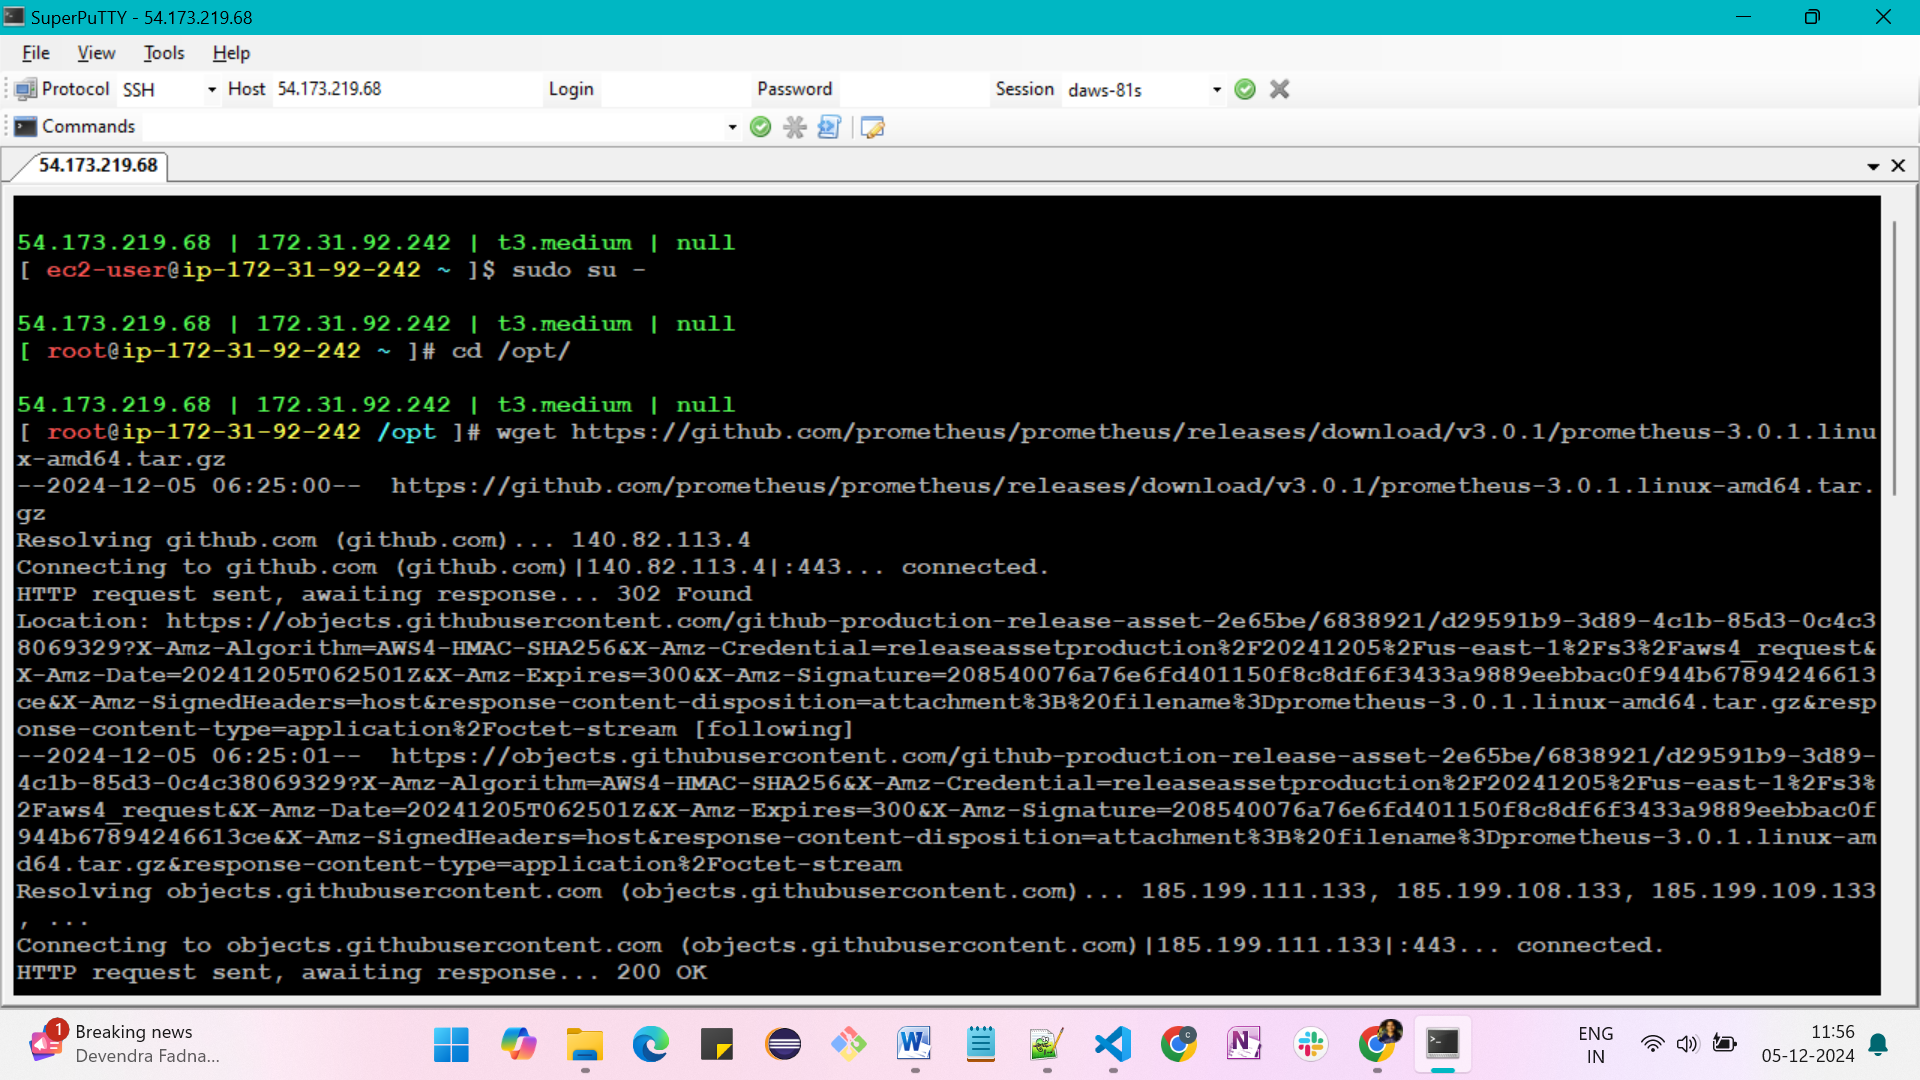 SuperPuTTY - 54.173.219.68
File View Tools Help
Protocol SSH Host 54.173.219.68 Login Password Session daws-81s
Commands
54.173.219.68
54.173.219.68 | 172.31.92.242 | t3.medium | null
[ ec2-user@ip-172-31-92-242 ~ ]$ sudo su -
54.173.219.68 | 172.31.92.242 | t3.medium | null
[ root@ip-172-31-92-242 ~ ]# cd /opt/
54.173.219.68 | 172.31.92.242 | t3.medium | null
[ root@ip-172-31-92-242 /opt ]# wget https://github.com/prometheus/prometheus/releases/download/v3.0.1/prometheus-3.0.1.linu
x-amd64.tar.gz
--2024-12-05 06:25:00--  https://github.com/prometheus/prometheus/releases/download/v3.0.1/prometheus-3.0.1.linux-amd64.tar.
gz
Resolving github.com (github.com)... 140.82.113.4
Connecting to github.com (github.com)|140.82.113.4|:443... connected.
HTTP request sent, awaiting response... 302 Found
Location: https://objects.githubusercontent.com/github-production-release-asset-2e65be/6838921/d29591b9-3d89-4c1b-85d3-0c4c3
8069329?X-Amz-Algorithm=AWS4-HMAC-SHA256&X-Amz-Credential=releaseassetproduction%2F20241205%2Fus-east-1%2Fs3%2Faws4_request&
X-Amz-Date=20241205T062501Z&X-Amz-Expires=300&X-Amz-Signature=208540076a76e6fd401150f8c8df6f3433a9889eebbac0f944b67894246613
ce&X-Amz-SignedHeaders=host&response-content-disposition=attachment%3B%20filename%3Dprometheus-3.0.1.linux-amd64.tar.gz&resp
onse-content-type=application%2Foctet-stream [following]
--2024-12-05 06:25:01--  https://objects.githubusercontent.com/github-production-release-asset-2e65be/6838921/d29591b9-3d89-
4c1b-85d3-0c4c38069329?X-Amz-Algorithm=AWS4-HMAC-SHA256&X-Amz-Credential=releaseassetproduction%2F20241205%2Fus-east-1%2Fs3%
2Faws4_request&X-Amz-Date=20241205T062501Z&X-Amz-Expires=300&X-Amz-Signature=208540076a76e6fd401150f8c8df6f3433a9889eebbac0f
944b67894246613ce&X-Amz-SignedHeaders=host&response-content-disposition=attachment%3B%20filename%3Dprometheus-3.0.1.linux-am
d64.tar.gz&response-content-type=application%2Foctet-stream
Resolving objects.githubusercontent.com (objects.githubusercontent.com)... 185.199.111.133, 185.199.108.133, 185.199.109.133
, ...
Connecting to objects.githubusercontent.com (objects.githubusercontent.com)|185.199.111.133|:443... connected.
HTTP request sent, awaiting response... 200 OK
1 Breaking news
Devendra Fadna...
ENG
IN
11:56
05-12-2024